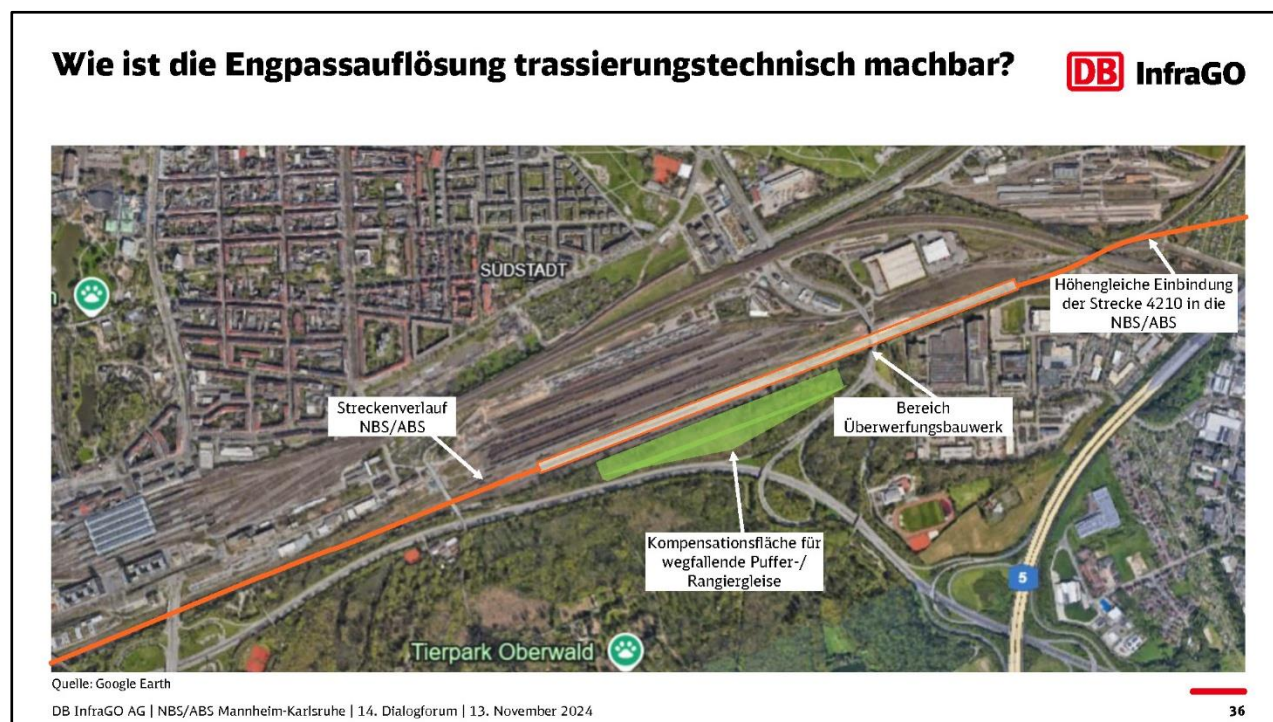 Wie ist die Engpassauflösung trassierungstechnisch machbar?
DB InfraGO
SÜDSTADT
Höhengleiche Einbindung
der Strecke 4210 in die
NBS/ABS
Streckenverlauf
NBS/ABS
Bereich
Überwerfungsbauwerk
Kompensationsfläche für
wegfallende Puffer-/
Rangiergleise
5
Tierpark Oberwald
Quelle: Google Earth
DB InfraGO AG | NBS/ABS Mannheim-Karlsruhe | 14. Dialogforum | 13. November 2024
36